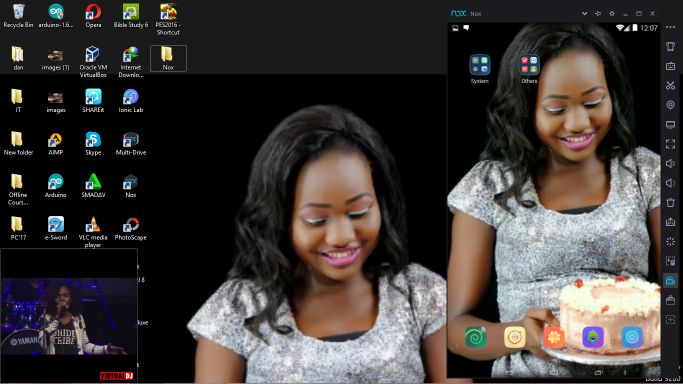 Recycle Bin
arduino-1.6...
Opera
Bible Study 6
PES2016 -
Shortcut
dan
images (1)
Oracle VM
VirtualBox
Internet
Downlo...
Nox
IT
images
SHAREit
Ionic Lab
New folder
AIMP
Skype
Multi-Drive
Offline
Cours...
Arduino
SMADAV
Nox
PC'17
e-Sword
VLC media
player
PhotoScape
nox
Nox
12:07
System
Others
YAMAHA
TRIBE
VIRTUAL DJ